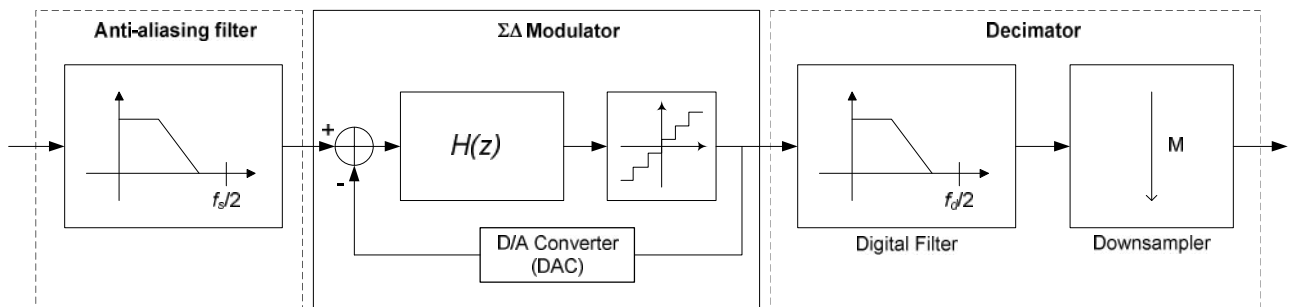 Anti-aliasing filter
ΣΔ Modulator
Decimator
+
-
H(z)
M
fs/2
fd/2
D/A Converter
(DAC)
Digital Filter
Downsampler